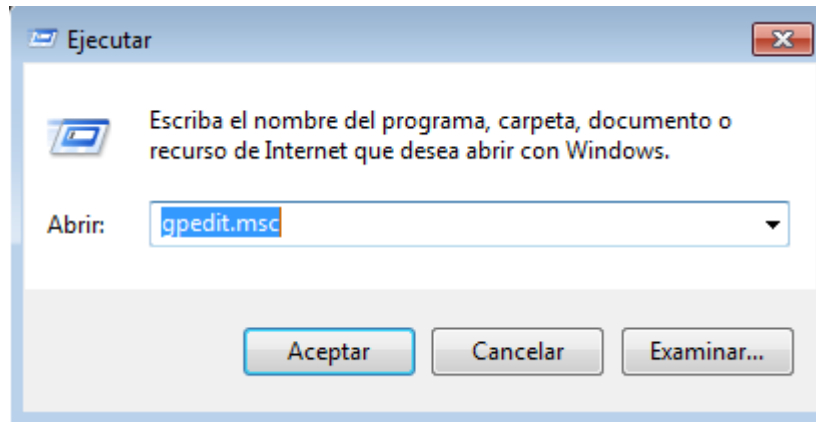 Ejecutar
Escriba el nombre del programa, carpeta, documento o
recurso de Internet que desea abrir con Windows.
Abrir:
gpedit.msc
Aceptar
Cancelar
Examinar...